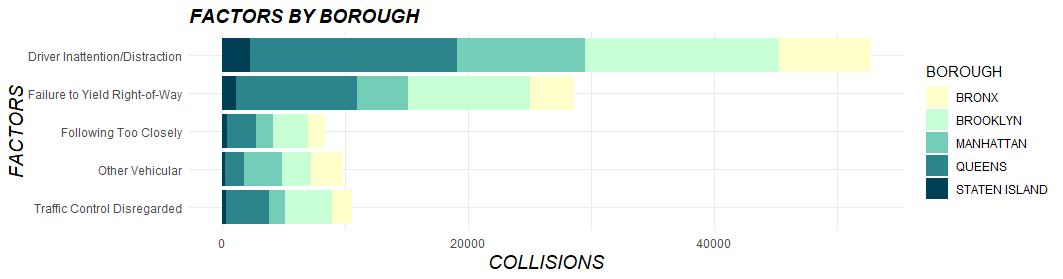 FACTORS BY BOROUGH
FACTORS
Driver Inattention/Distraction
Failure to Yield Right-of-Way
Following Too Closely
Other Vehicular
Traffic Control Disregarded
0 20000 40000
COLLISIONS
BOROUGH
BRONX
BROOKLYN
MANHATTAN
QUEENS
STATEN ISLAND